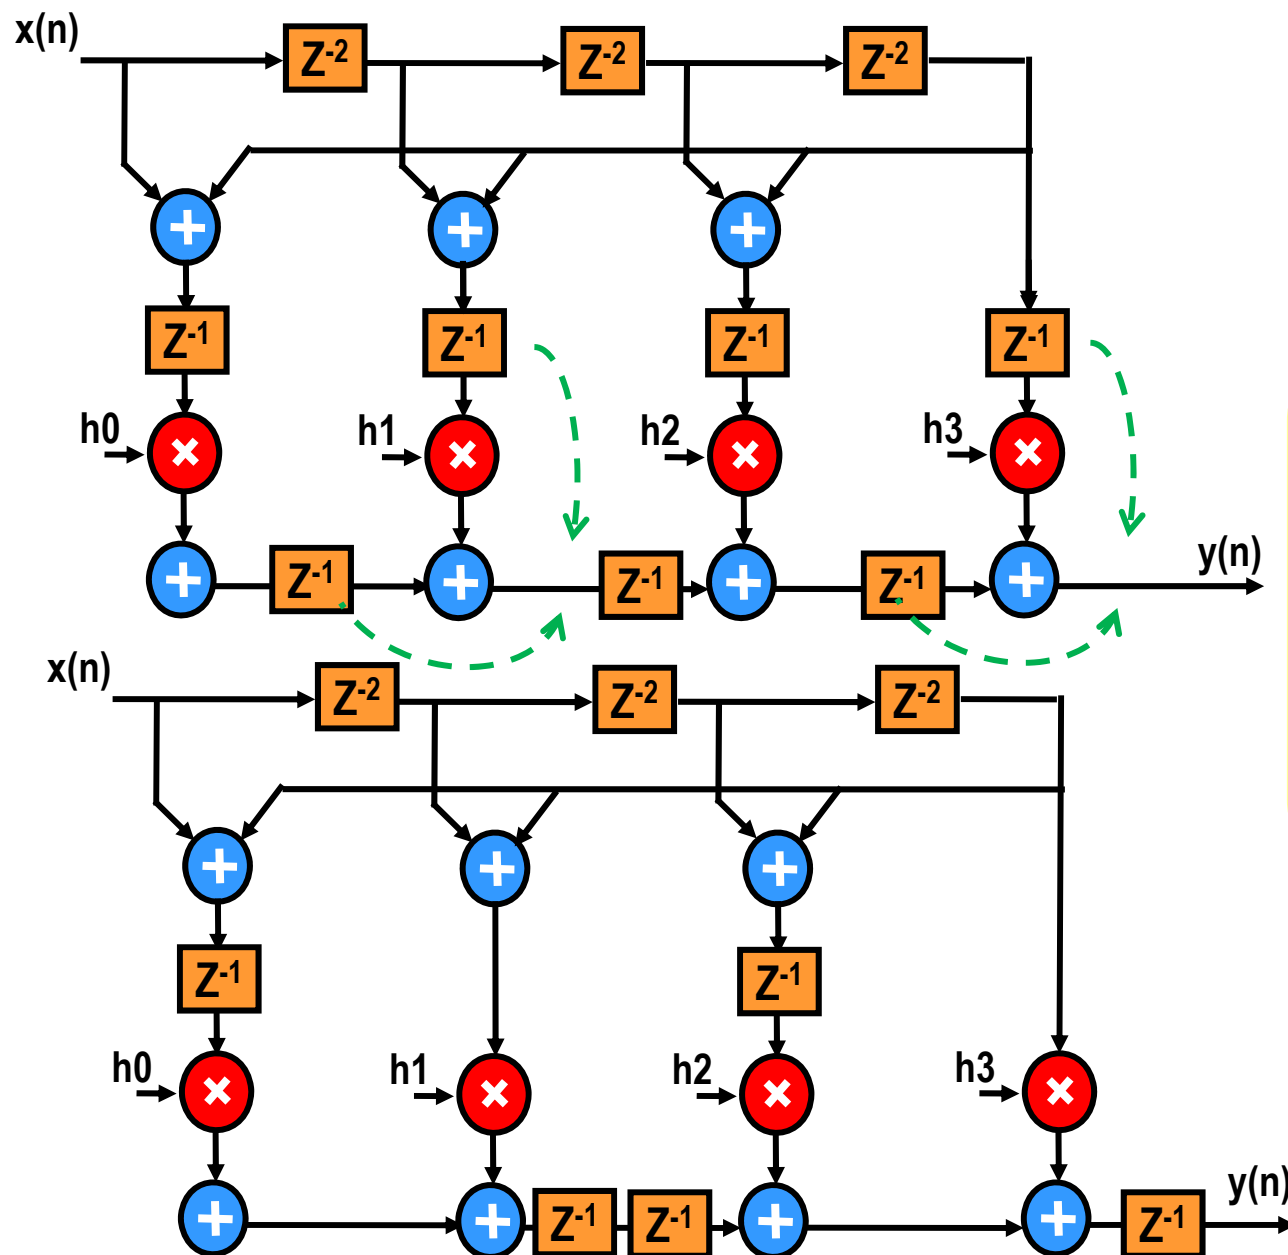 x(n)
Z⁻² Z⁻² Z⁻²
+ + +
Z⁻¹ Z⁻¹ Z⁻¹ Z⁻¹
h0 × h1 × h2 × h3 ×
+ Z⁻¹ + Z⁻¹ + Z⁻¹ + y(n)
x(n)
Z⁻² Z⁻² Z⁻²
+ + +
Z⁻¹ Z⁻¹
h0 × h1 × h2 × h3 ×
+ + Z⁻¹ Z⁻¹ + + Z⁻¹ y(n)